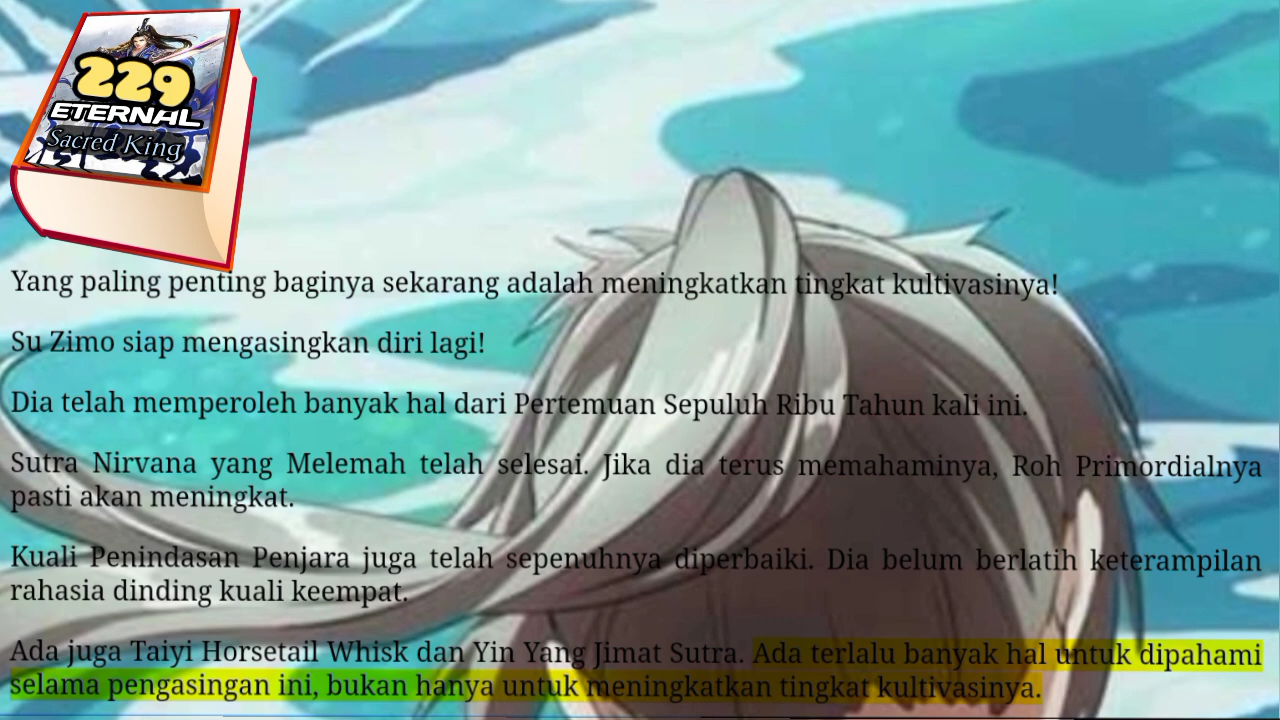 229
ETERNAL
Sacred King
Yang paling penting baginya sekarang adalah meningkatkan tingkat kultivasinya!
Su Zimo siap mengasingkan diri lagi!
Dia telah memperoleh banyak hal dari Pertemuan Sepuluh Ribu Tahun kali ini.
Sutra Nirvana yang Melemah telah selesai. Jika dia terus memahaminya, Roh Primordialnya
pasti akan meningkat.
Kuali Penindasan Penjara juga telah sepenuhnya diperbaiki. Dia belum berlatih keterampilan
rahasia dinding kuali keempat.
Ada juga Taiyi Horsetail Whisk dan Yin Yang Jimat Sutra. Ada terlalu banyak hal untuk dipahami
selama pengasingan ini, bukan hanya untuk meningkatkan tingkat kultivasinya.